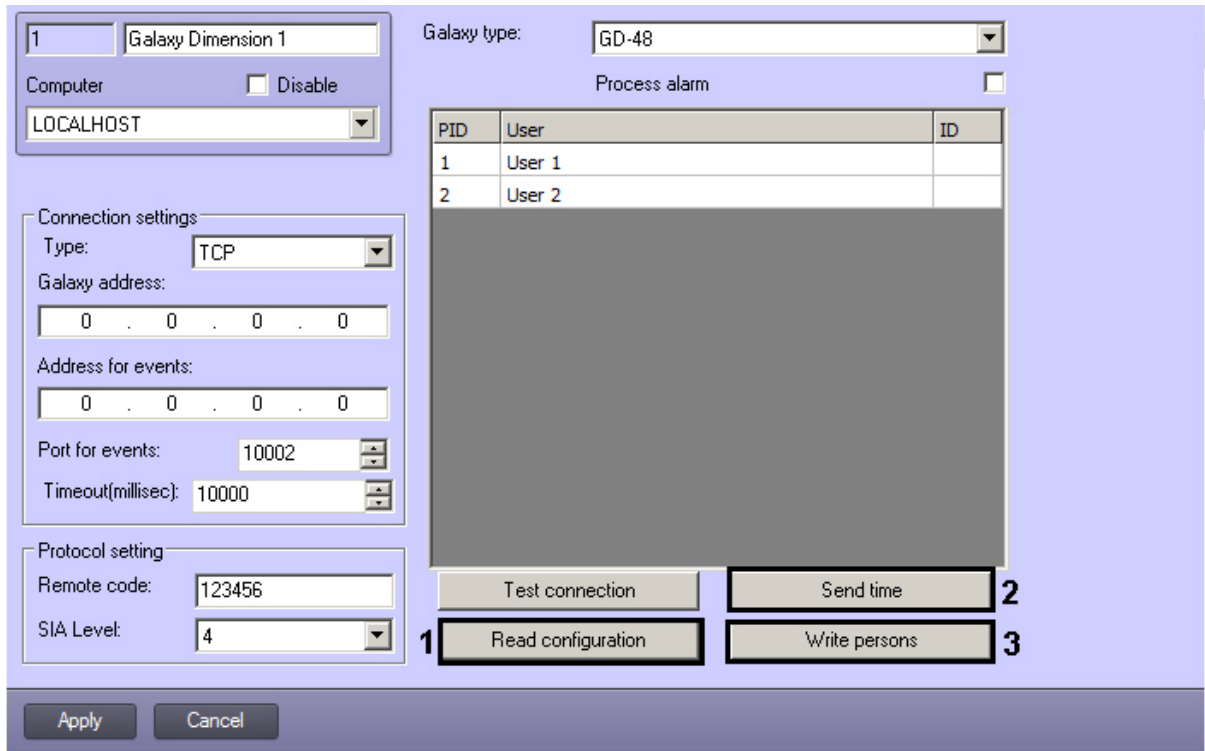 1 Galaxy Dimension 1
Computer Disable
LOCALHOST
Galaxy type: GD-48
Process alarm
PID User ID
1 User 1
2 User 2
Connection settings
Type: TCP
Galaxy address:
0 . 0 . 0 . 0
Address for events:
0 . 0 . 0 . 0
Port for events: 10002
Timeout(millisec): 10000
Protocol setting
Remote code: 123456
SIA Level: 4
Test connection Send time 2
1 Read configuration Write persons 3
Apply Cancel